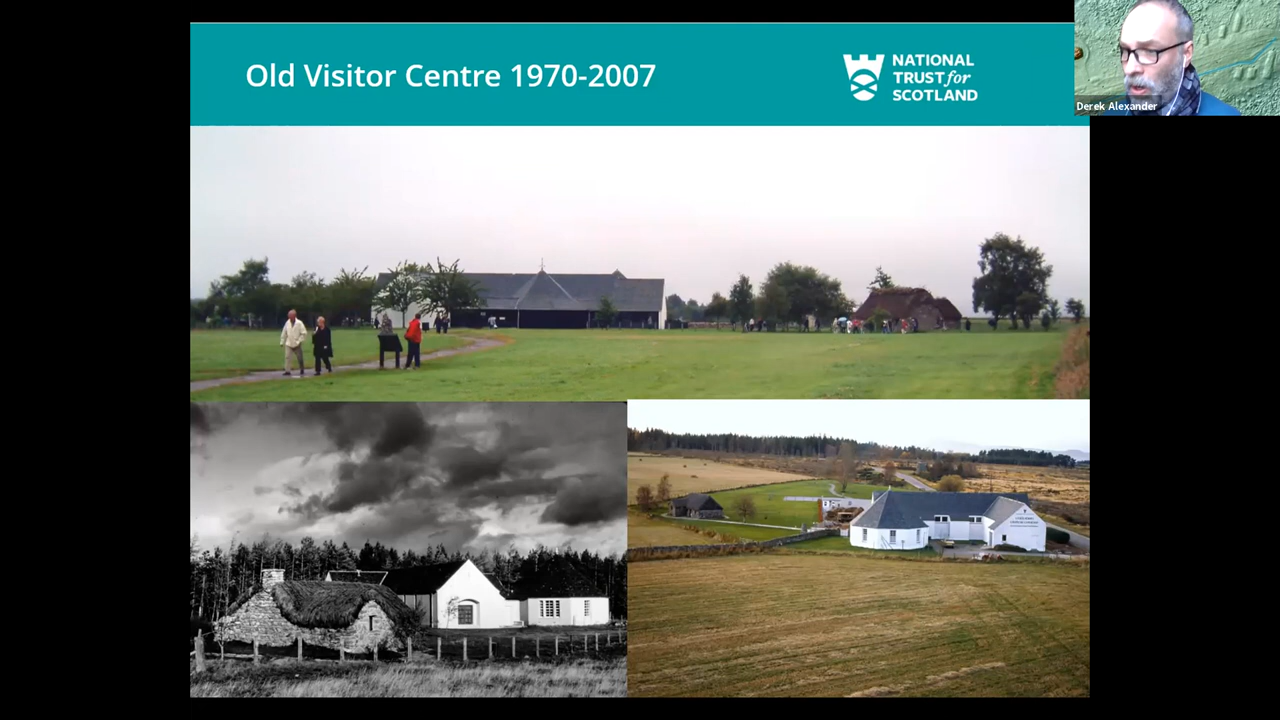 Old Visitor Centre 1970-2007
NATIONAL
TRUST for
SCOTLAND
Derek Alexander